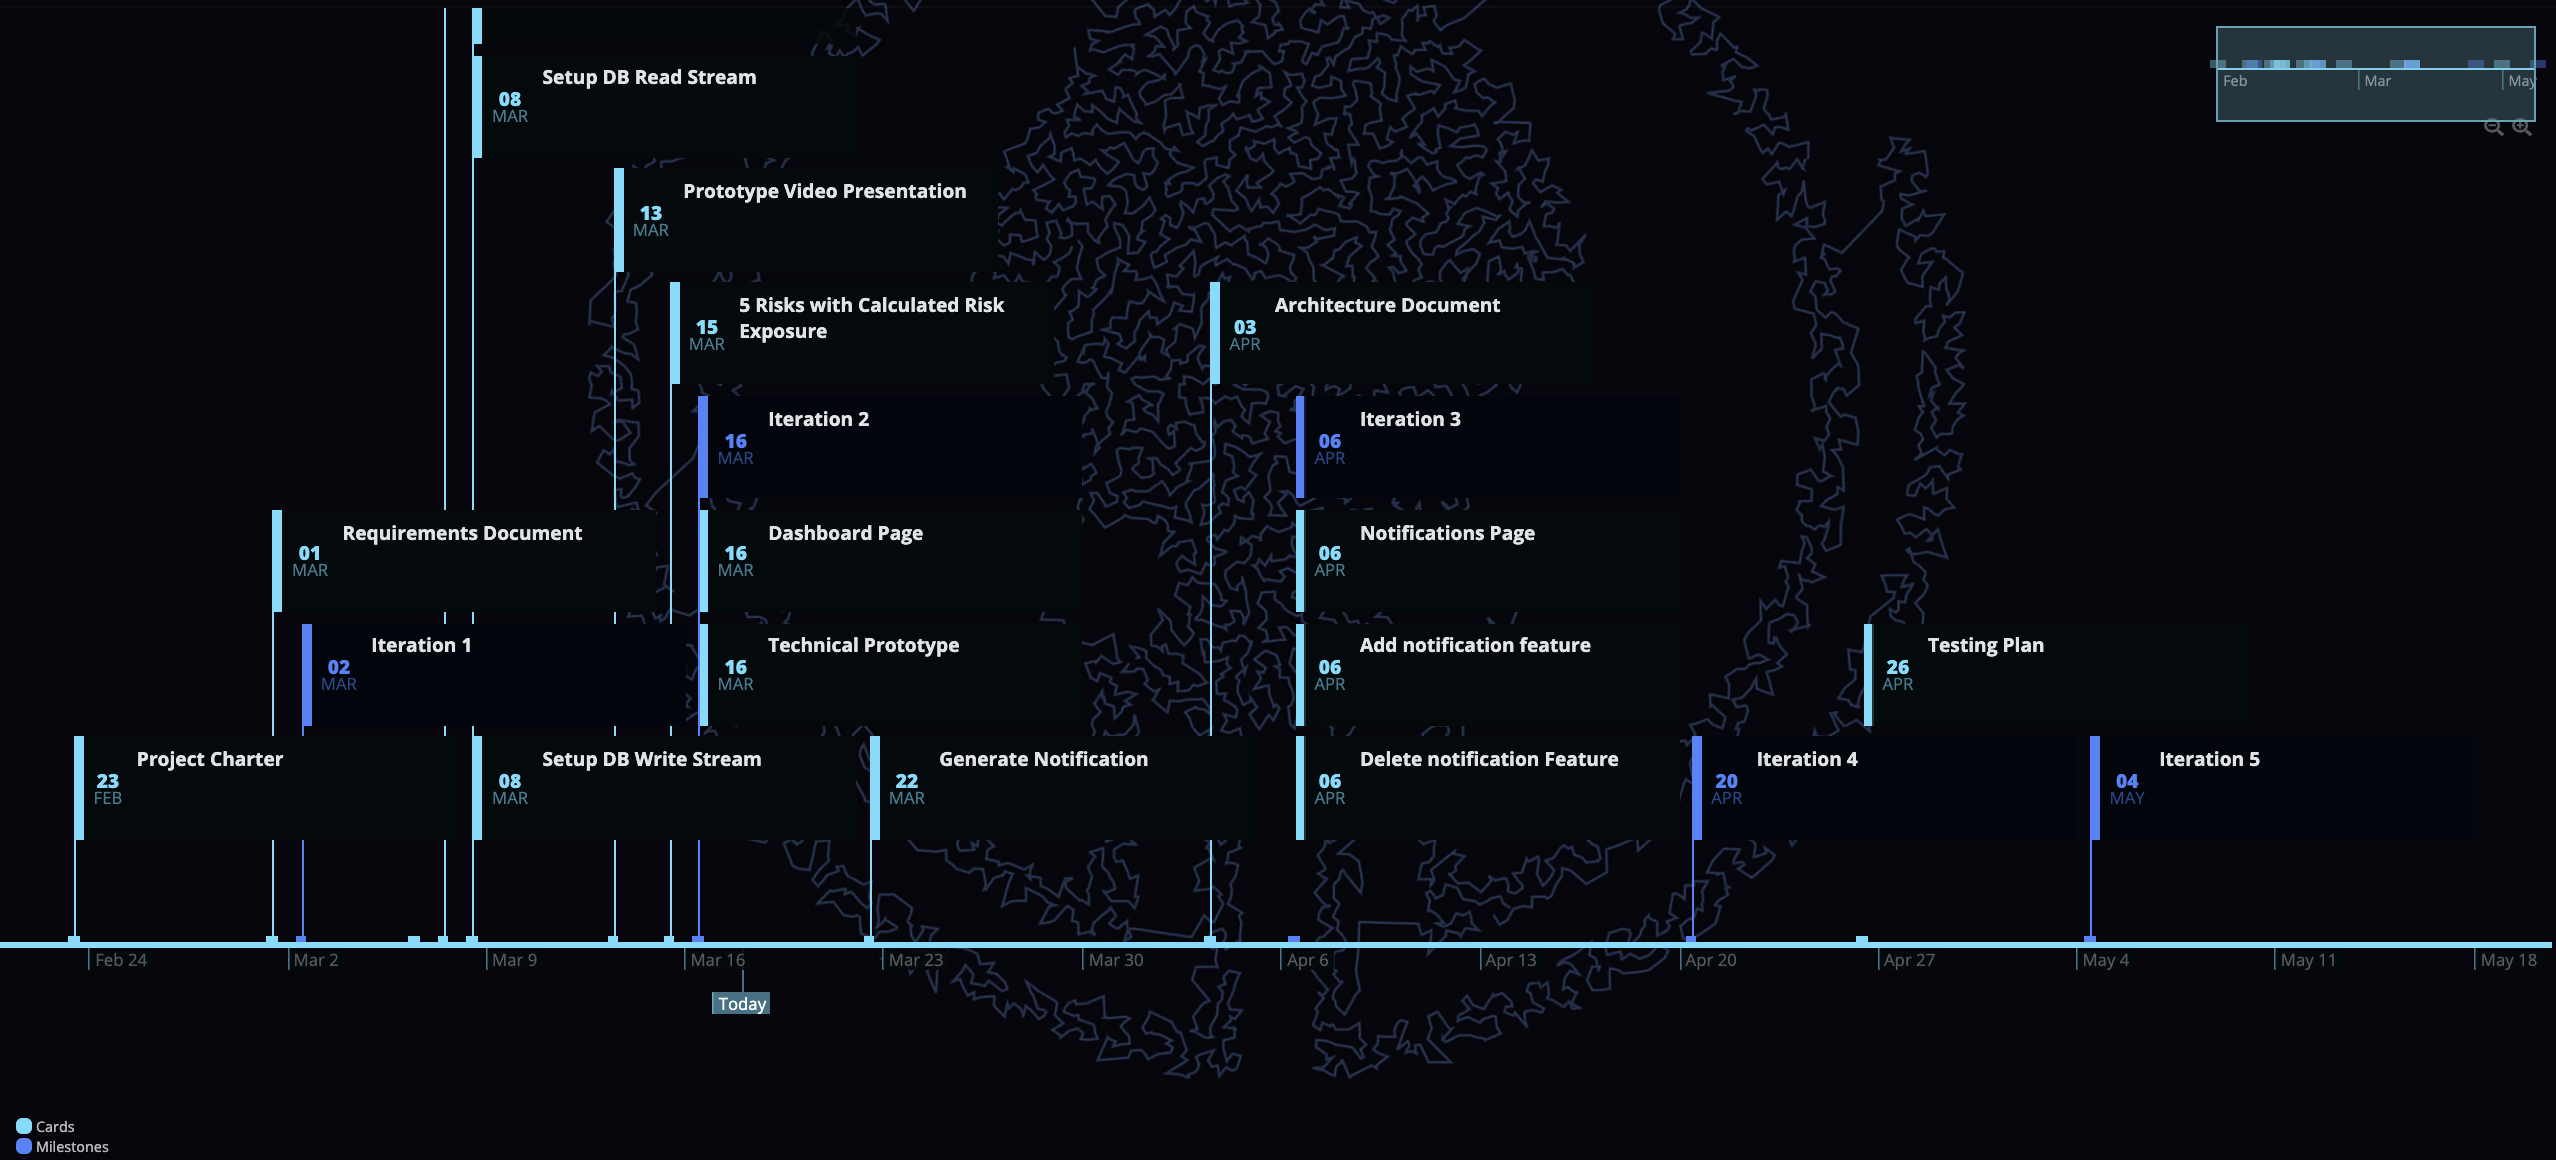 Setup DB Read Stream
08
MAR
Feb
Mar
May
Prototype Video Presentation
13
MAR
5 Risks with Calculated Risk
Exposure
15
MAR
Architecture Document
03
APR
Iteration 2
16
MAR
Iteration 3
06
APR
Requirements Document
01
MAR
Dashboard Page
16
MAR
Notifications Page
06
APR
Iteration 1
02
MAR
Technical Prototype
16
MAR
Add notification feature
06
APR
Testing Plan
26
APR
Project Charter
23
FEB
Setup DB Write Stream
08
MAR
Generate Notification
22
MAR
Delete notification Feature
06
APR
Iteration 4
20
APR
Iteration 5
04
MAY
Feb 24
Mar 2
Mar 9
Mar 16
Mar 23
Mar 30
Apr 6
Apr 13
Apr 20
Apr 27
May 4
May 11
May 18
Today
Cards
Milestones